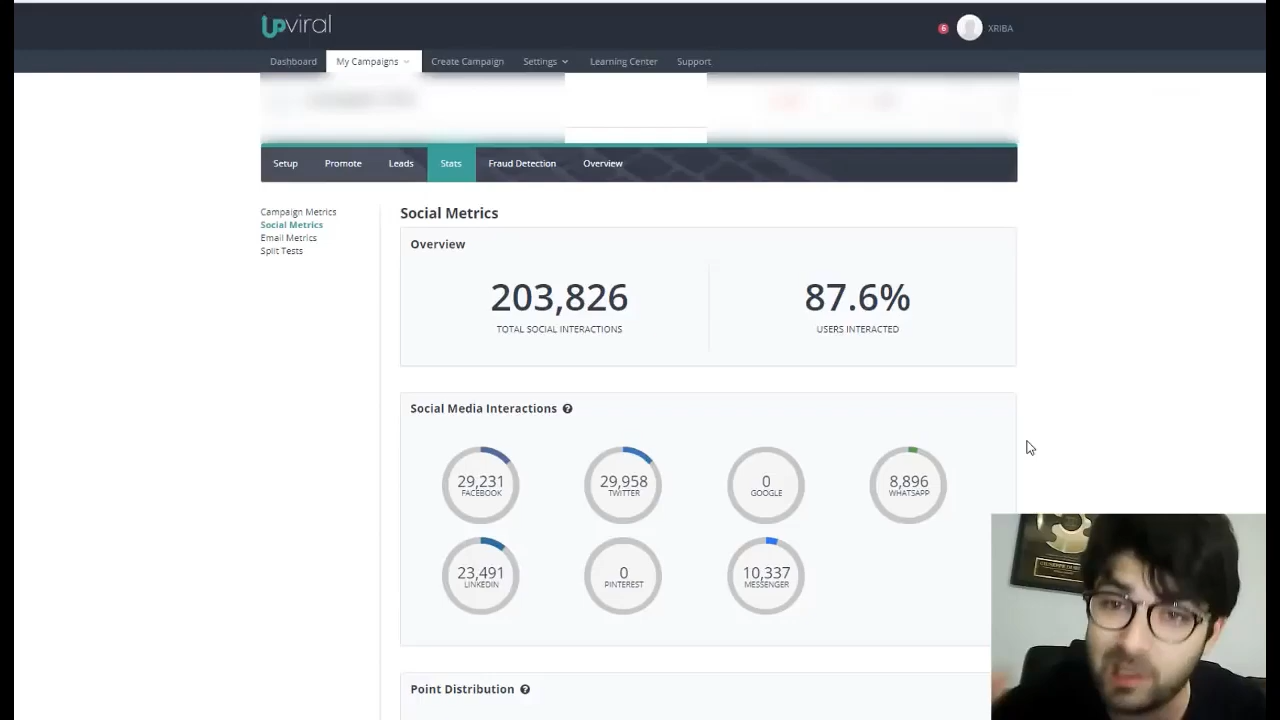 upviral
6
XRIBA
Dashboard
My Campaigns
Create Campaign
Settings
Learning Center
Support
Setup
Promote
Leads
Stats
Fraud Detection
Overview
Campaign Metrics
Social Metrics
Email Metrics
Split Tests
Social Metrics
Overview
203,826
TOTAL SOCIAL INTERACTIONS
87.6%
USERS INTERACTED
Social Media Interactions ?
29,231
FACEBOOK
29,958
TWITTER
0
GOOGLE
8,896
WHATSAPP
23,491
LINKEDIN
0
PINTEREST
10,337
MESSENGER
Point Distribution ?